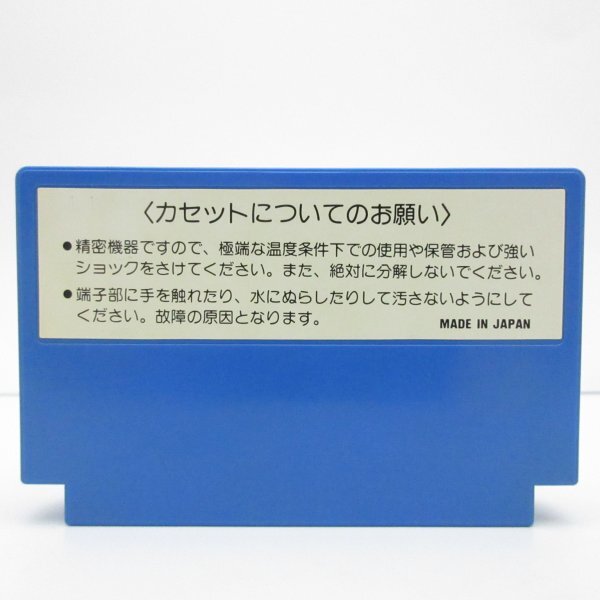 〈カセットについてのお願い〉
●精密機器ですので、極端な温度条件下での使用や保管および強い
ショックをさけてください。また、絶対に分解しないでください。
●端子部に手を触れたり、水にぬらしたりして汚さないようにして
ください。故障の原因となります。
MADE IN JAPAN